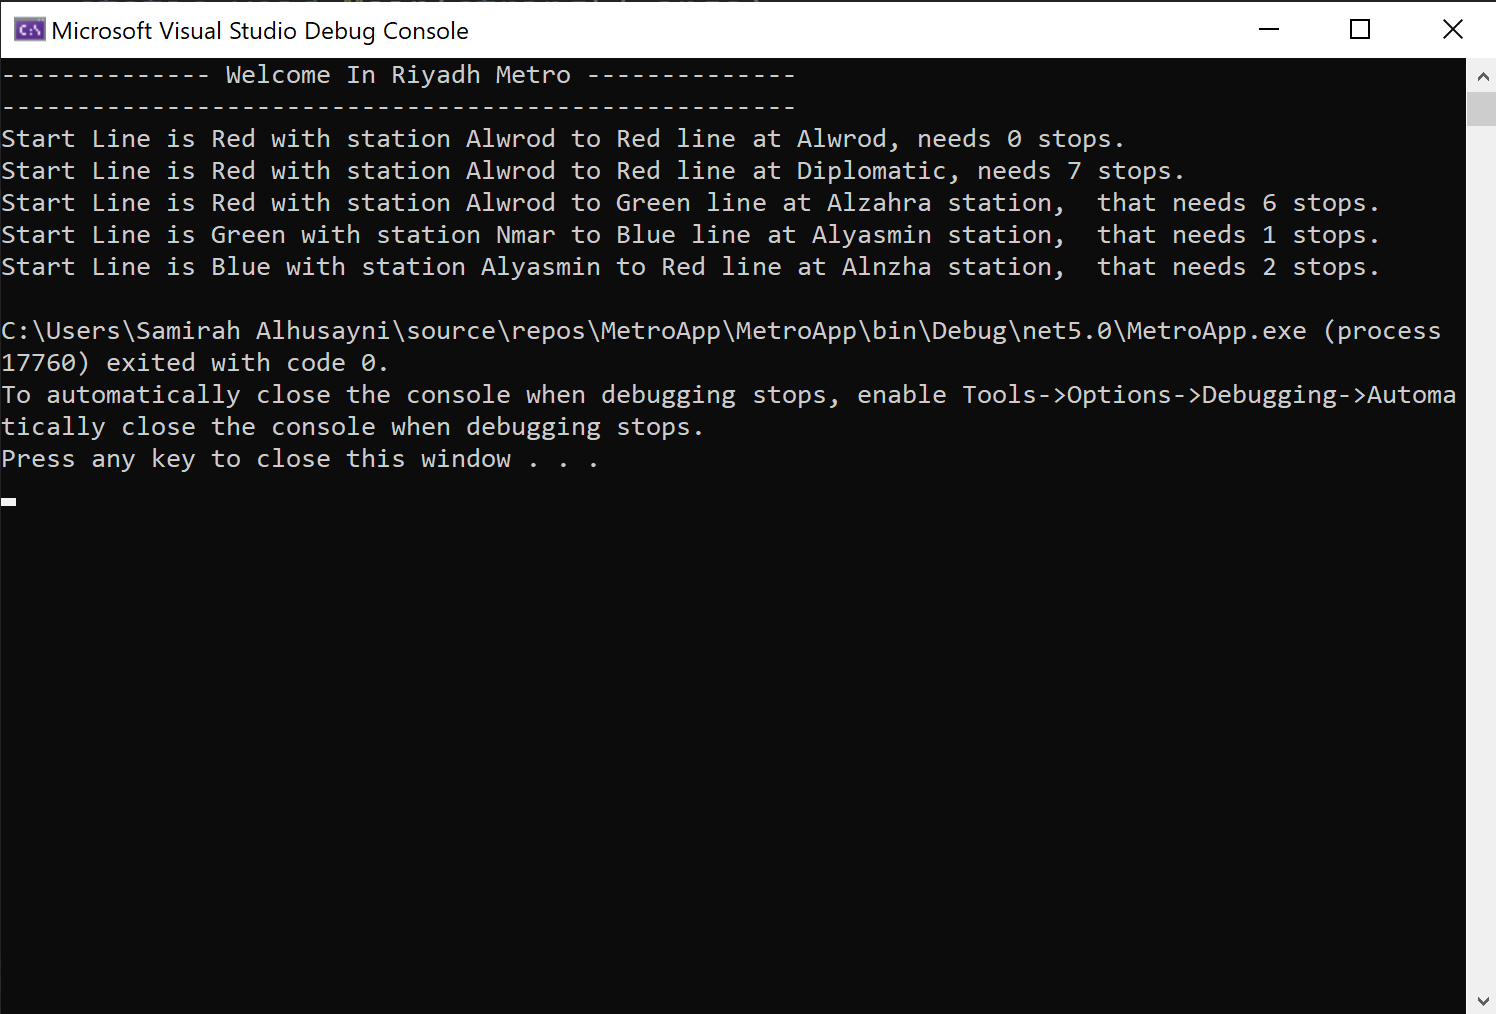 Microsoft Visual Studio Debug Console
-------------- Welcome In Riyadh Metro --------------
-----------------------------------------------------
Start Line is Red with station Alwrod to Red line at Alwrod, needs 0 stops.
Start Line is Red with station Alwrod to Red line at Diplomatic, needs 7 stops.
Start Line is Red with station Alwrod to Green line at Alzahra station,  that needs 6 stops.
Start Line is Green with station Nmar to Blue line at Alyasmin station,  that needs 1 stops.
Start Line is Blue with station Alyasmin to Red line at Alnzha station,  that needs 2 stops.
C:\Users\Samirah Alhusayni\source\repos\MetroApp\MetroApp\bin\Debug\net5.0\MetroApp.exe (process
17760) exited with code 0.
To automatically close the console when debugging stops, enable Tools->Options->Debugging->Automa
tically close the console when debugging stops.
Press any key to close this window . . .